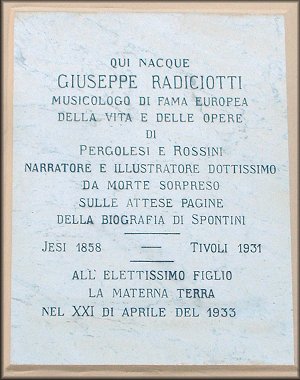 QUI NACQUE
GIUSEPPE RADICIOTTI
MUSICOLOGO DI FAMA EUROPEA
DELLA VITA E DELLE OPERE
DI
PERGOLESI E ROSSINI
NARRATORE E ILLUSTRATORE DOTTISSIMO
DA MORTE SORPRESO
SULLE ATTESE PAGINE
DELLA BIOGRAFIA DI SPONTINI
JESI 1858 — TIVOLI 1931
ALL' ELETTISSIMO FIGLIO
LA MATERNA TERRA
NEL XXI DI APRILE DEL 1933